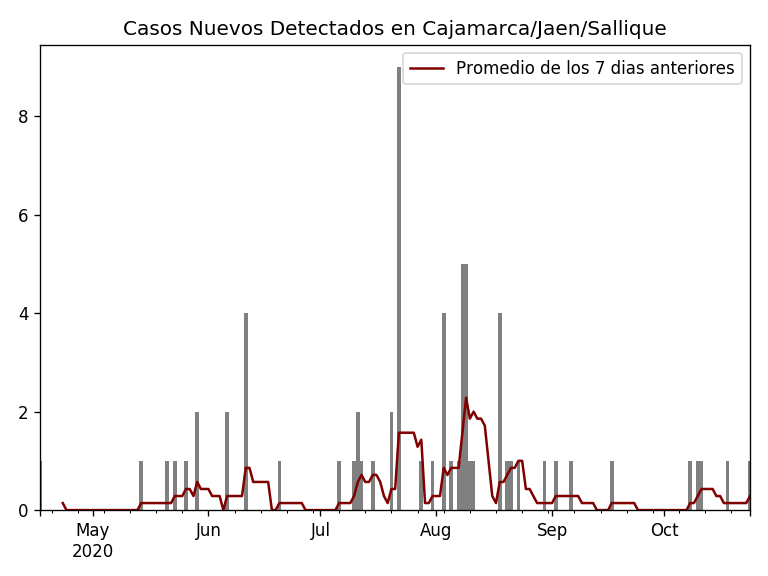 Casos Nuevos Detectados en Cajamarca/Jaen/Sallique
Promedio de los 7 dias anteriores
8
6
4
2
0
May Jun Jul Aug Sep Oct
2020